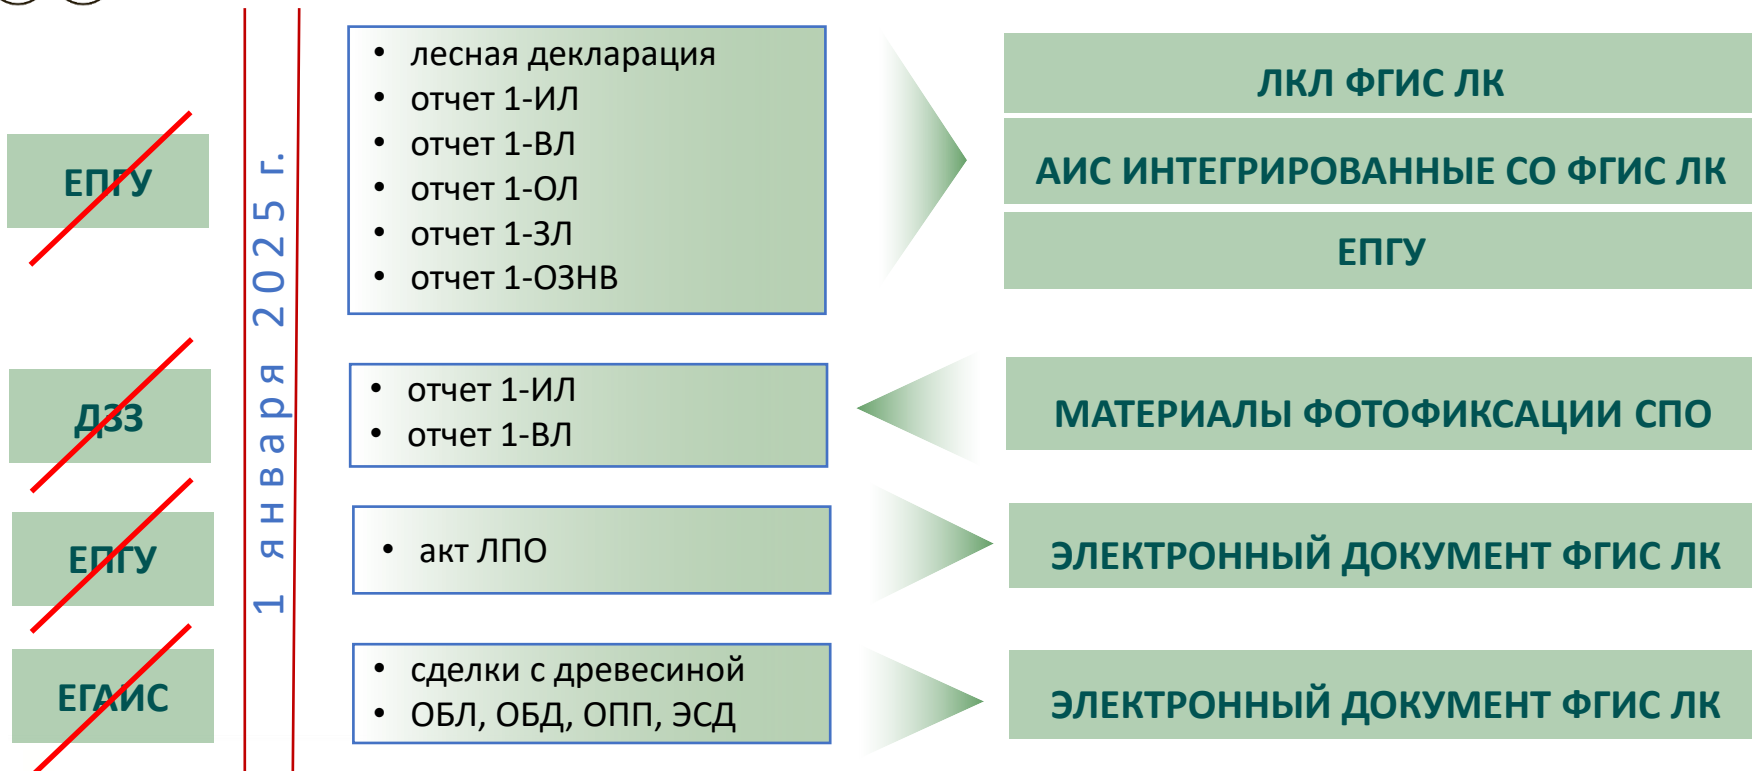 ЕПГУ
ДЗЗ
ЕПГУ
ЕГАИС
1 января 2025 г.
• лесная декларация
• отчет 1-ИЛ
• отчет 1-ВЛ
• отчет 1-ОЛ
• отчет 1-ЗЛ
• отчет 1-ОЗНВ
ЛКЛ ФГИС ЛК
АИС ИНТЕГРИРОВАННЫЕ СО ФГИС ЛК
ЕПГУ
• отчет 1-ИЛ
• отчет 1-ВЛ
МАТЕРИАЛЫ ФОТОФИКСАЦИИ СПО
• акт ЛПО
ЭЛЕКТРОННЫЙ ДОКУМЕНТ ФГИС ЛК
• сделки с древесиной
• ОБЛ, ОБД, ОПП, ЭСД
ЭЛЕКТРОННЫЙ ДОКУМЕНТ ФГИС ЛК